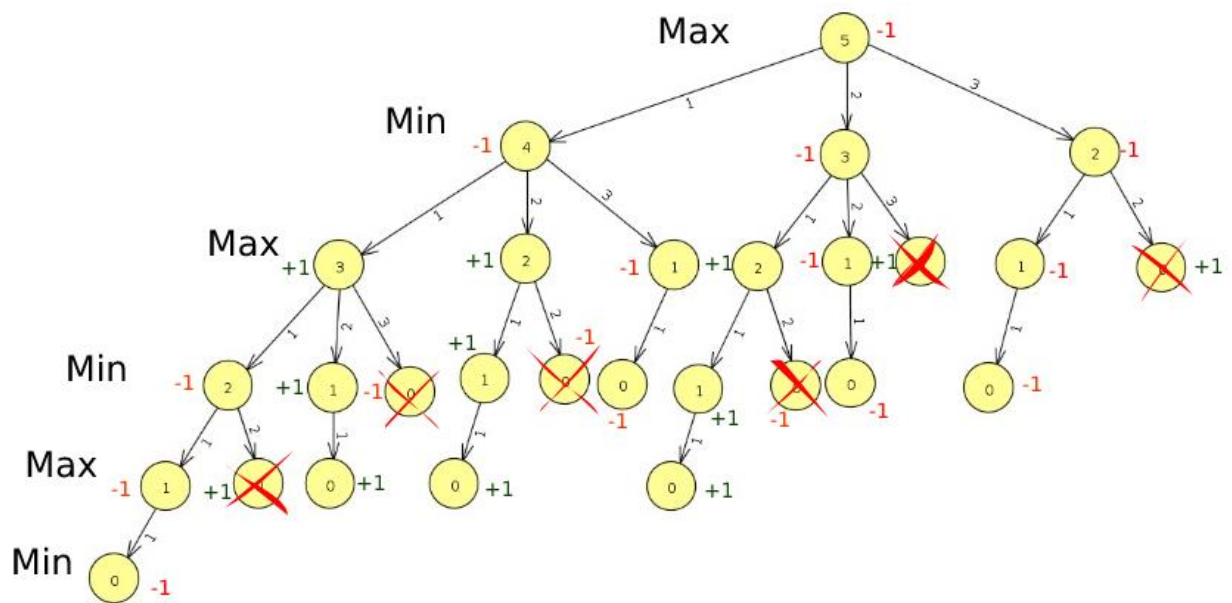 Max 5 -1
1 2 3
Min -1 4 -1 3 2 -1
1 2 3 1 2 3 1 2
Max +1 3 +1 2 -1 1 +1 2 -1 1 +1 1 -1 +1
1 2 3 1 2 1 1 2 1 1
Min -1 2 +1 1 -1 0 +1 1 -1 0 0 -1 1 +1 -1 0 -1 0 -1
1 2 1 1 1
Max -1 1 +1 0 +1 0 +1 0 +1
1
Min 0 -1